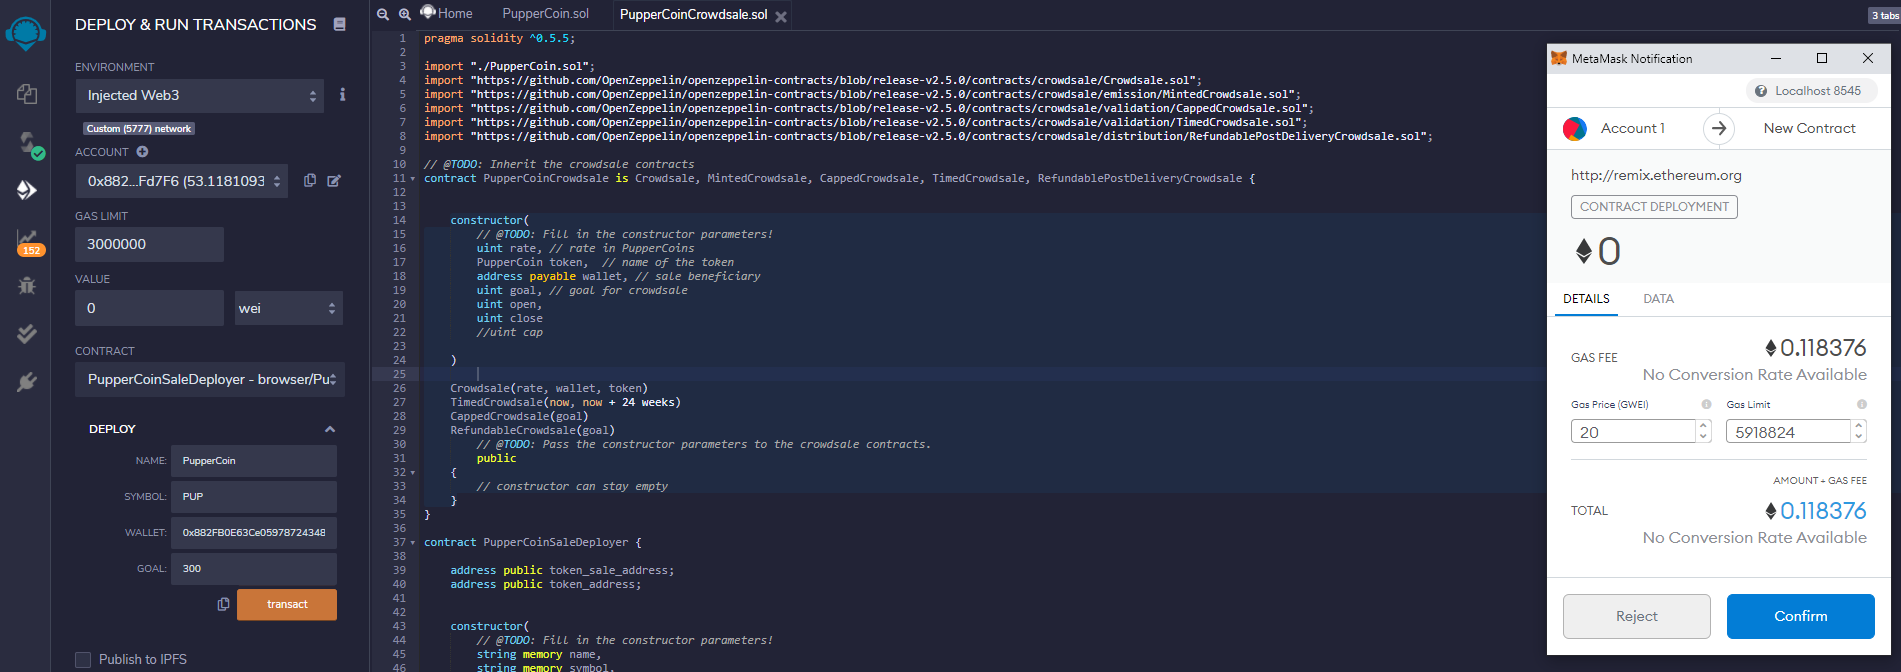 DEPLOY & RUN TRANSACTIONS
ENVIRONMENT
Injected Web3
Custom (5777) network
ACCOUNT
0x882...Fd7F6 (53.1181093
GAS LIMIT
3000000
152
VALUE
0
wei
CONTRACT
PupperCoinSaleDeployer - browser/Pu
DEPLOY
NAME: PupperCoin
SYMBOL: PUP
WALLET: 0x882FB0E63Ce05978724348
GOAL: 300
transact
Publish to IPFS
Home
PupperCoin.sol
PupperCoinCrowdsale.sol
3 tabs
1 pragma solidity ^0.5.5;
2
3 import "./PupperCoin.sol";
4 import "https://github.com/OpenZeppelin/openzeppelin-contracts/blob/release-v2.5.0/contracts/crowdsale/Crowdsale.sol";
5 import "https://github.com/OpenZeppelin/openzeppelin-contracts/blob/release-v2.5.0/contracts/crowdsale/emission/MintedCrowdsale.sol";
6 import "https://github.com/OpenZeppelin/openzeppelin-contracts/blob/release-v2.5.0/contracts/crowdsale/validation/CappedCrowdsale.sol";
7 import "https://github.com/OpenZeppelin/openzeppelin-contracts/blob/release-v2.5.0/contracts/crowdsale/validation/TimedCrowdsale.sol";
8 import "https://github.com/OpenZeppelin/openzeppelin-contracts/blob/release-v2.5.0/contracts/crowdsale/distribution/RefundablePostDeliveryCrowdsale.sol";
9
10 // @TODO: Inherit the crowdsale contracts
11 contract PupperCoinCrowdsale is Crowdsale, MintedCrowdsale, CappedCrowdsale, TimedCrowdsale, RefundablePostDeliveryCrowdsale {
12
13
14 constructor(
15 // @TODO: Fill in the constructor parameters!
16 uint rate, // rate in PupperCoins
17 PupperCoin token, // name of the token
18 address payable wallet, // sale beneficiary
19 uint goal, // goal for crowdsale
20 uint open,
21 uint close
22 //uint cap
23
24 )
25
26 Crowdsale(rate, wallet, token)
27 TimedCrowdsale(now, now + 24 weeks)
28 CappedCrowdsale(goal)
29 RefundableCrowdsale(goal)
30 // @TODO: Pass the constructor parameters to the crowdsale contracts.
31 public
32 {
33 // constructor can stay empty
34 }
35 }
36
37 contract PupperCoinSaleDeployer {
38
39 address public token_sale_address;
40 address public token_address;
41
42
43 constructor(
44 // @TODO: Fill in the constructor parameters!
45 string memory name,
46 string memory symbol,
MetaMask Notification
Localhost 8545
Account 1
New Contract
http://remix.ethereum.org
CONTRACT DEPLOYMENT
0
DETAILS
DATA
GAS FEE
0.118376
No Conversion Rate Available
Gas Price (GWEI)
Gas Limit
20
5918824
AMOUNT + GAS FEE
TOTAL
0.118376
No Conversion Rate Available
Reject
Confirm